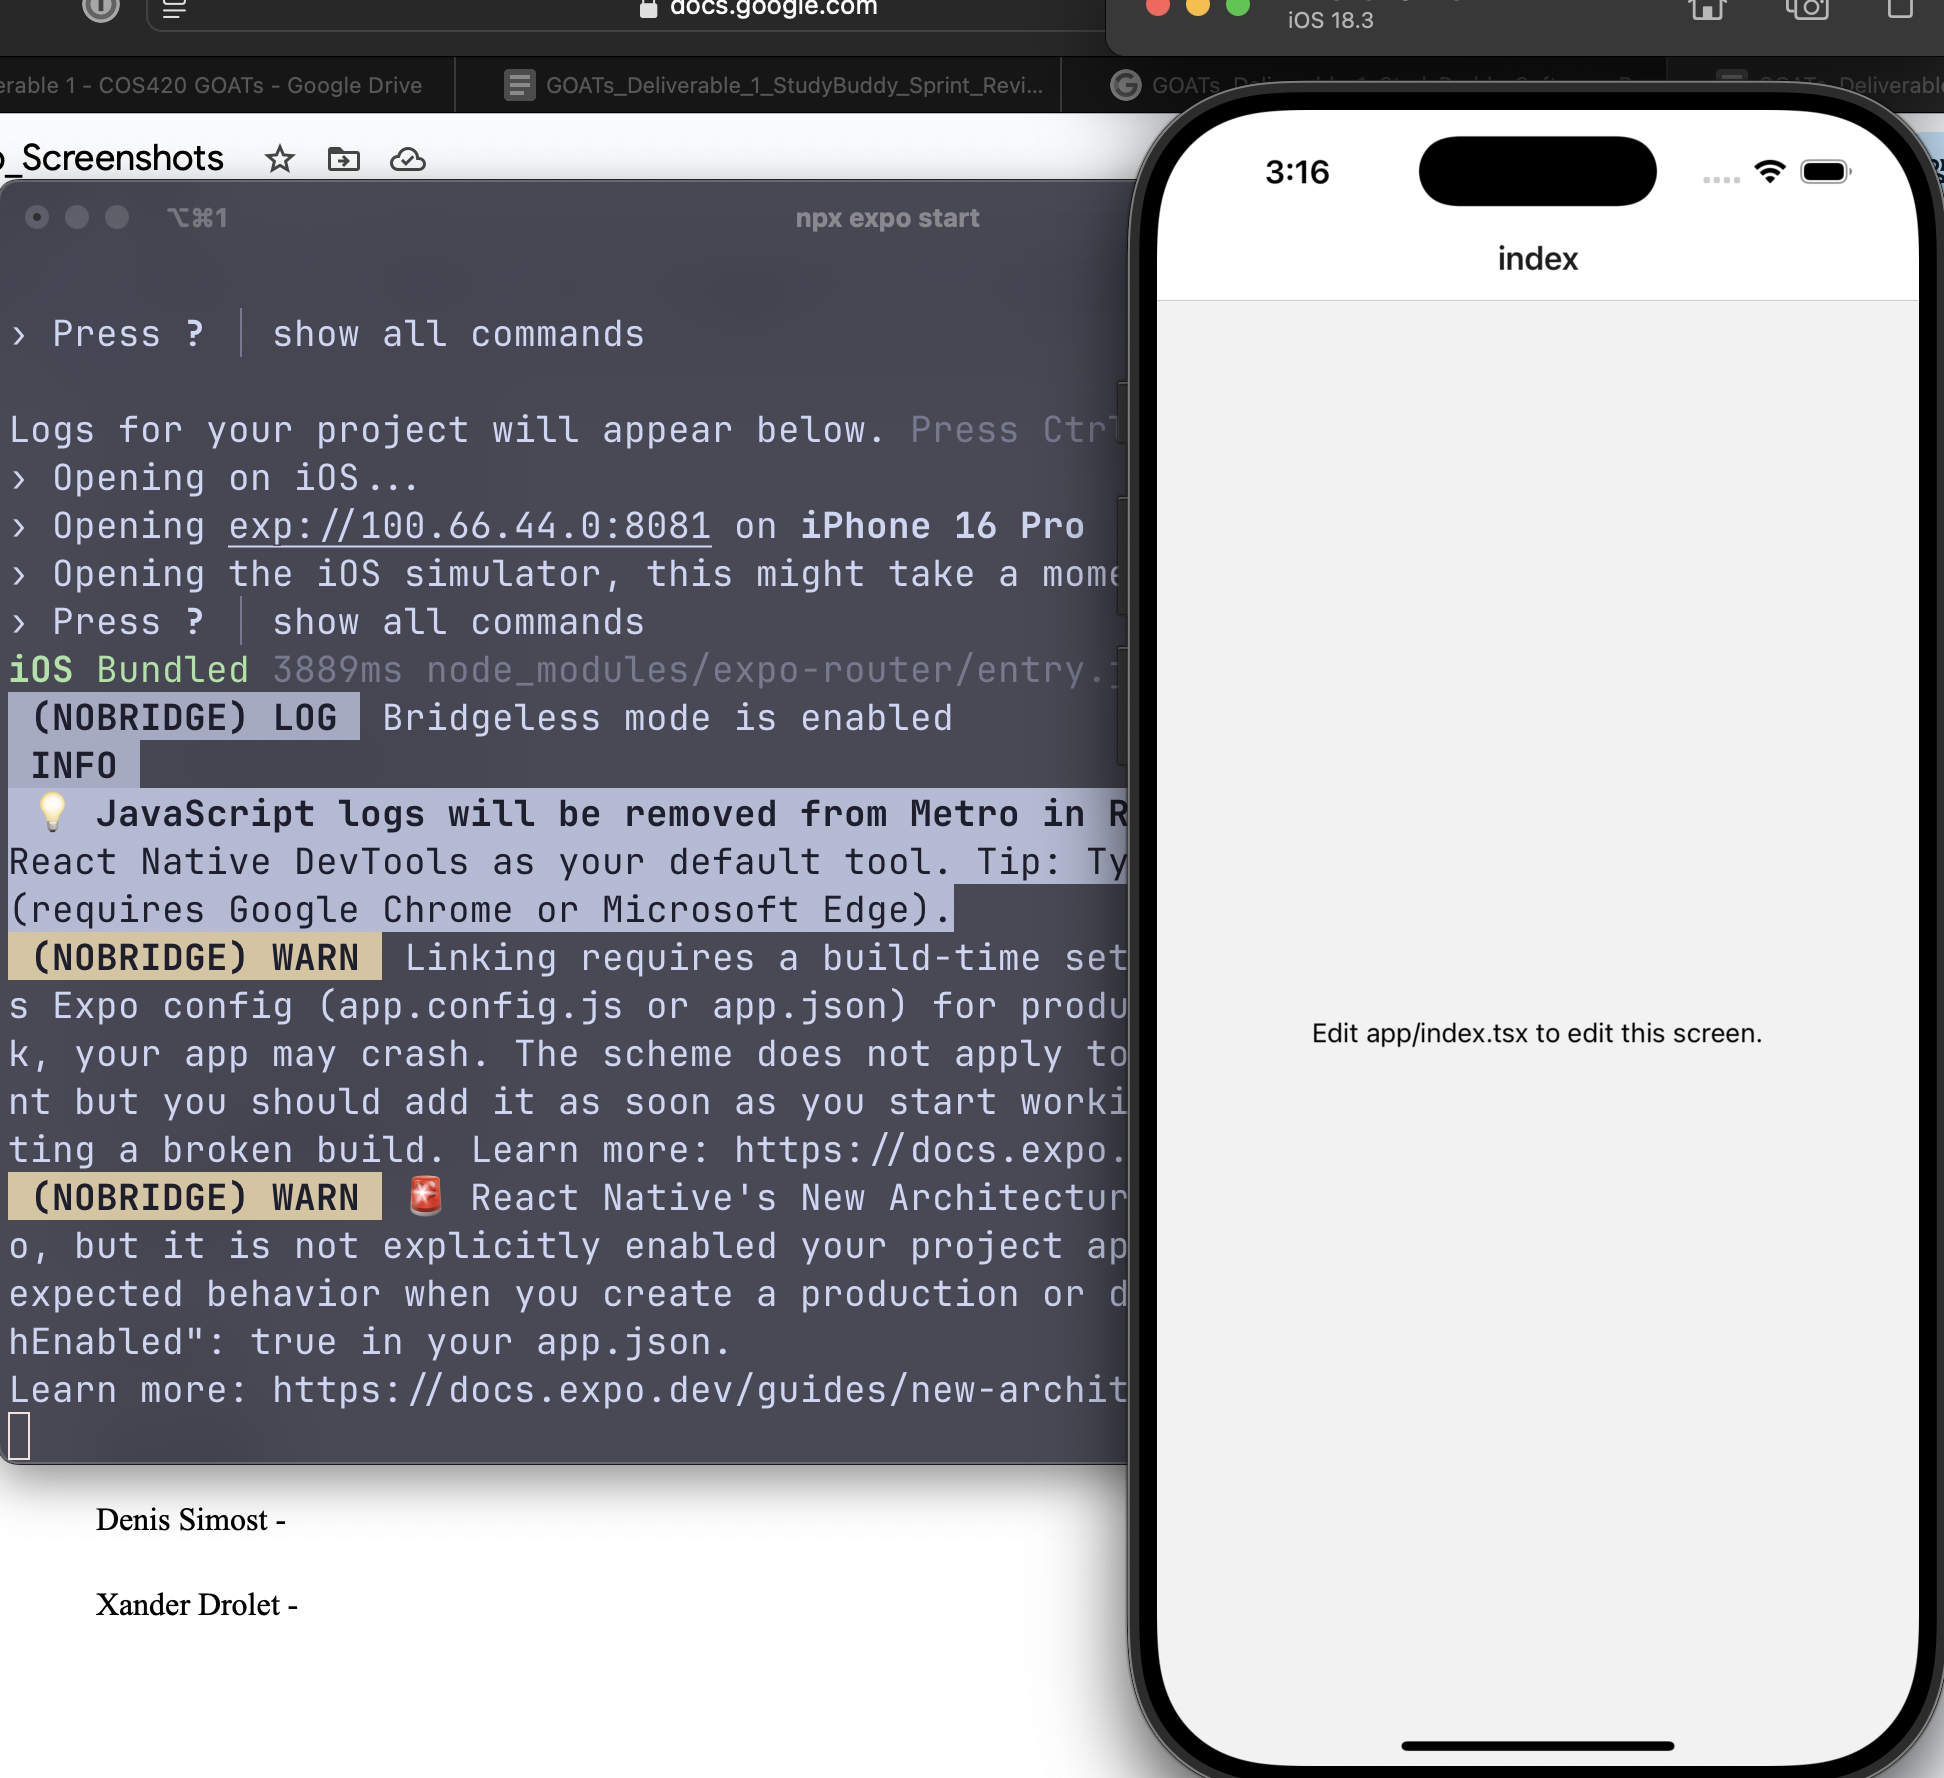 docs.google.com
iOS 18.3
erable 1 - COS420 GOATs - Google Drive
GOATs_Deliverable_1_StudyBuddy_Sprint_Revi...
_Screenshots
⌥⌘1
npx expo start
› Press ? │ show all commands
Logs for your project will appear below. Press Ctrl
› Opening on iOS...
› Opening exp://100.66.44.0:8081 on iPhone 16 Pro
› Opening the iOS simulator, this might take a mome
› Press ? │ show all commands
iOS Bundled 3889ms node_modules/expo-router/entry.j
(NOBRIDGE) LOG Bridgeless mode is enabled
INFO
💡 JavaScript logs will be removed from Metro in R
React Native DevTools as your default tool. Tip: Ty
(requires Google Chrome or Microsoft Edge).
(NOBRIDGE) WARN Linking requires a build-time set
s Expo config (app.config.js or app.json) for produ
k, your app may crash. The scheme does not apply to
nt but you should add it as soon as you start worki
ting a broken build. Learn more: https://docs.expo.
(NOBRIDGE) WARN 🚨 React Native's New Architectur
o, but it is not explicitly enabled your project ap
expected behavior when you create a production or d
hEnabled": true in your app.json.
Learn more: https://docs.expo.dev/guides/new-archit
Denis Simost -
Xander Drolet -
3:16
index
Edit app/index.tsx to edit this screen.